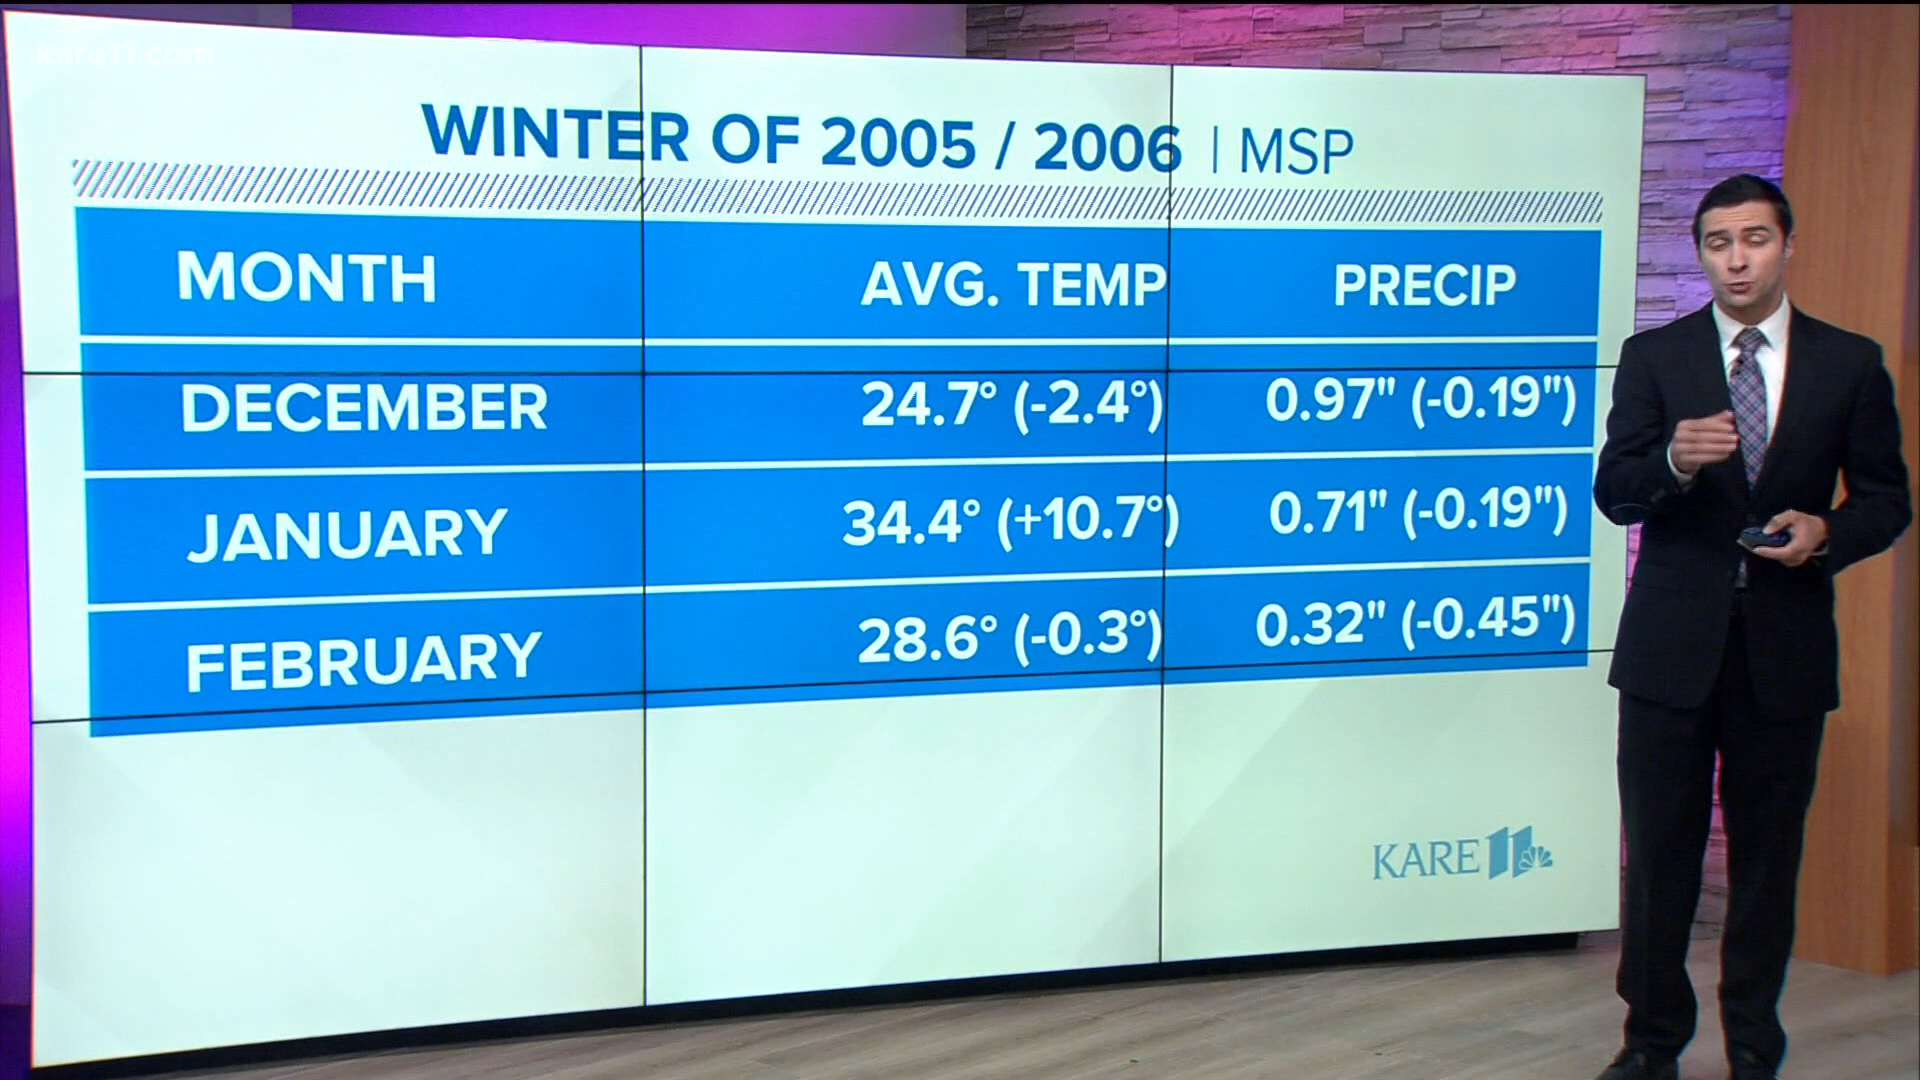 kare11.com
WINTER OF 2005 / 2006 | MSP
MONTH AVG. TEMP PRECIP
DECEMBER 24.7° (-2.4°) 0.97" (-0.19")
JANUARY 34.4° (+10.7°) 0.71" (-0.19")
FEBRUARY 28.6° (-0.3°) 0.32" (-0.45")
KARE 11